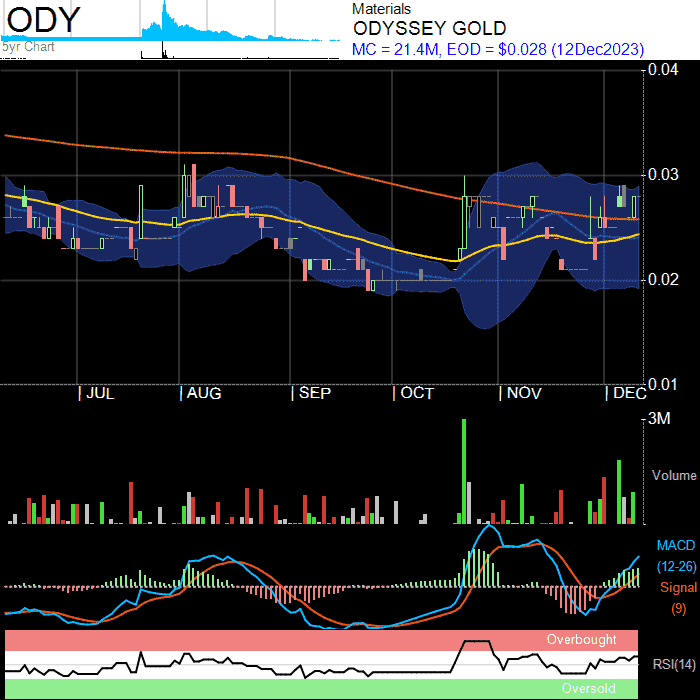 ODY
5yr Chart
Materials
ODYSSEY GOLD
MC = 21.4M, EOD = $0.028 (12Dec2023)
0.04
0.03
0.02
0.01
JUL
AUG
SEP
OCT
NOV
DEC
3M
Volume
MACD
(12-26)
Signal
(9)
Overbought
RSI(14)
Oversold